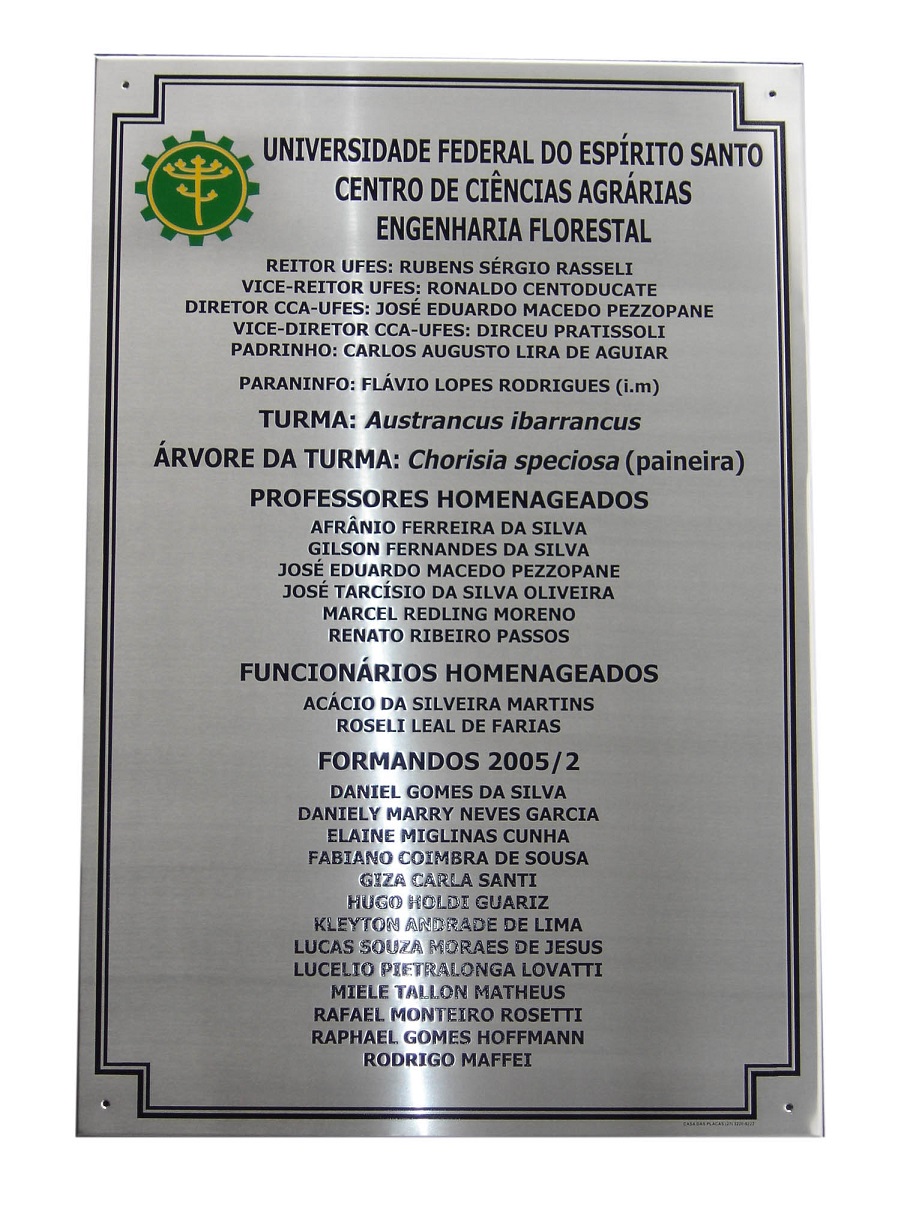 UNIVERSIDADE FEDERAL DO ESPÍRITO SANTO
CENTRO DE CIÊNCIAS AGRÁRIAS
ENGENHARIA FLORESTAL
REITOR UFES: RUBENS SÉRGIO RASSELI
VICE-REITOR UFES: RONALDO CENTODUCATE
DIRETOR CCA-UFES: JOSÉ EDUARDO MACEDO PEZZOPANE
VICE-DIRETOR CCA-UFES: DIRCEU PRATISSOLI
PADRINHO: CARLOS AUGUSTO LIRA DE AGUIAR
PARANINFO: FLÁVIO LOPES RODRIGUES (i.m)
TURMA: Austrancus ibarrancus
ÁRVORE DA TURMA: Chorisia speciosa (paineira)
PROFESSORES HOMENAGEADOS
AFRÂNIO FERREIRA DA SILVA
GILSON FERNANDES DA SILVA
JOSÉ EDUARDO MACEDO PEZZOPANE
JOSÉ TARCÍSIO DA SILVA OLIVEIRA
MARCEL REDLING MORENO
RENATO RIBEIRO PASSOS
FUNCIONÁRIOS HOMENAGEADOS
ACÁCIO DA SILVEIRA MARTINS
ROSELI LEAL DE FARIAS
FORMANDOS 2005/2
DANIEL GOMES DA SILVA
DANIELY MARRY NEVES GARCIA
ELAINE MIGLINAS CUNHA
FABIANO COIMBRA DE SOUSA
GIZA CARLA SANTI
HUGO HOLDI GUARIZ
KLEYTON ANDRADE DE LIMA
LUCAS SOUZA MORAES DE JESUS
LUCELIO PIETRALONGA LOVATTI
MIELE TALLON MATHEUS
RAFAEL MONTEIRO ROSETTI
RAPHAEL GOMES HOFFMANN
RODRIGO MAFFEI
CASA DAS PLACAS